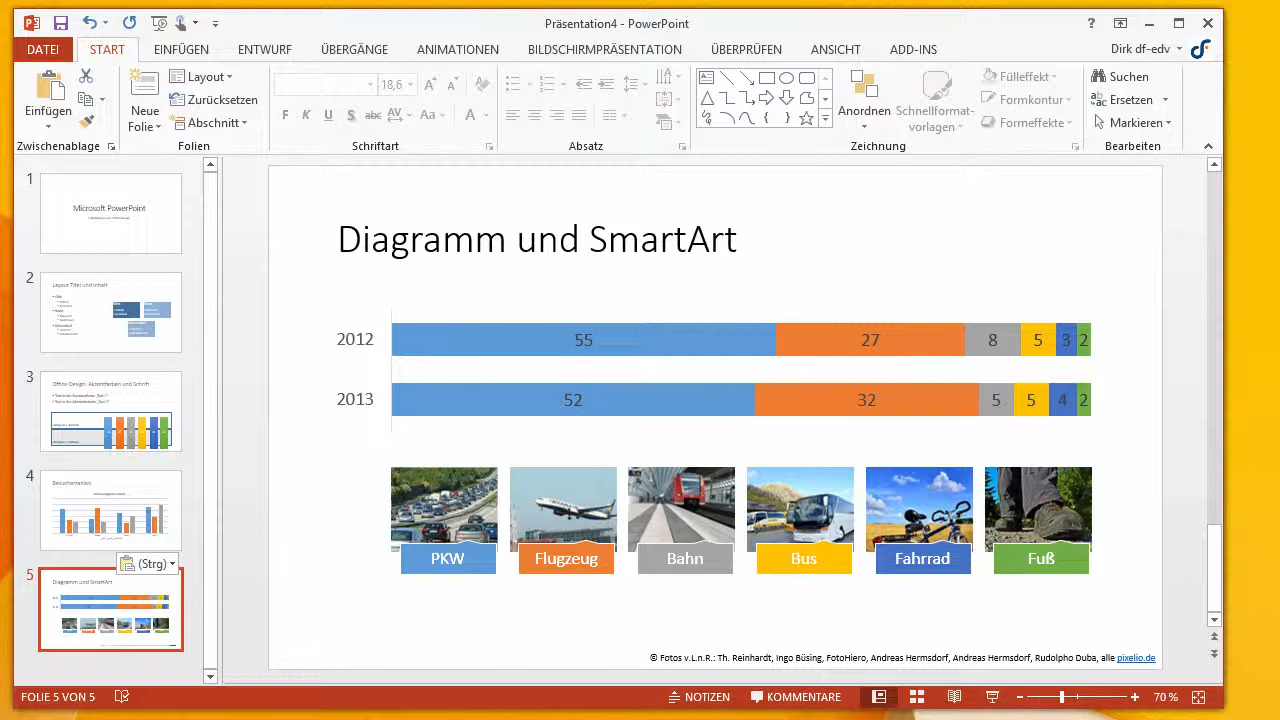 Präsentation4 - PowerPoint
?
DATEI START EINFÜGEN ENTWURF ÜBERGÄNGE ANIMATIONEN BILDSCHIRMPRÄSENTATION ÜBERPRÜFEN ANSICHT ADD-INS Dirk df-edv
Einfügen
Neue Folie
Layout
Zurücksetzen
Abschnitt
18,6
F K U S abc AV Aa A
Anordnen
Schnellformat-
vorlagen
Fülleffekt
Formkontur
Formeffekte
Suchen
Ersetzen
Markieren
Zwischenablage Folien Schriftart Absatz Zeichnung Bearbeiten
1
Microsoft PowerPoint
2
Layout Titel und Inhalt
3
Office-Design: Akzentfarben und Schrift
4
Besucherzahlen
(Strg)
5
Diagramm und SmartArt
Diagramm und SmartArt
2012 55 27 8 5 3 2
2013 52 32 5 5 4 2
PKW Flugzeug Bahn Bus Fahrrad Fuß
© Fotos v.L.n.R.: Th. Reinhardt, Ingo Büsing, FotoHiero, Andreas Hermsdorf, Andreas Hermsdorf, Rudolpho Duba, alle pixelio.de
FOLIE 5 VON 5 NOTIZEN KOMMENTARE 70 %